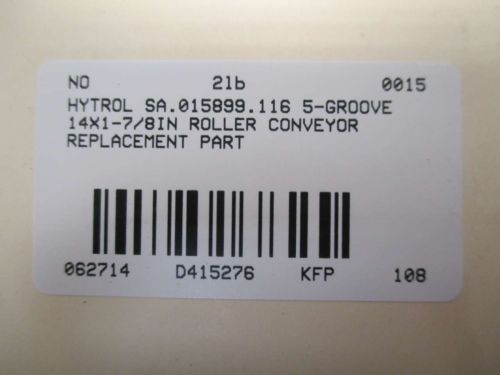 NO 2lb 0015
HYTROL SA.015899.116 5-GROOVE
14X1-7/8IN ROLLER CONVEYOR
REPLACEMENT PART
062714 D415276 KFP 108